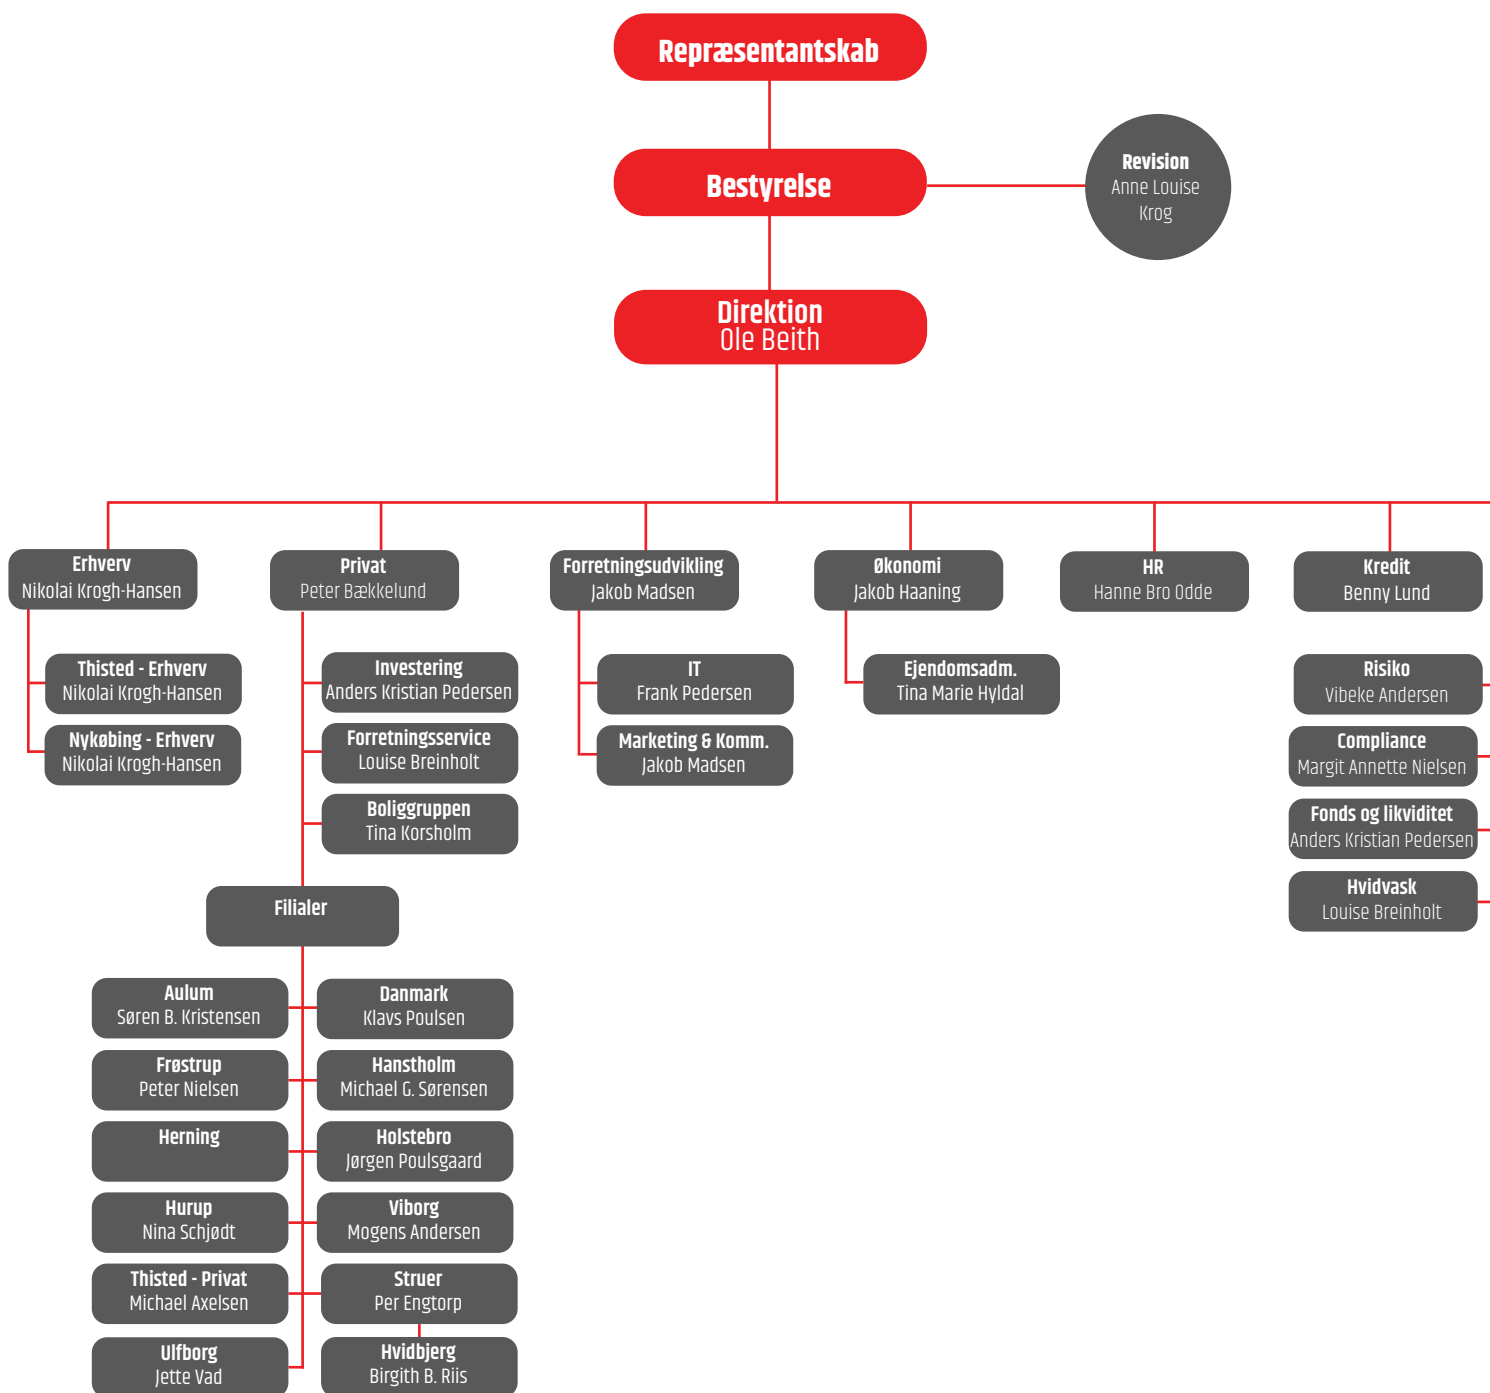 Repræsentantskab
Bestyrelse
Revision
Anne Louise
Krog
Direktion
Ole Beith
Erhverv
Nikolai Krogh-Hansen
Privat
Peter Bækkelund
Forretningsudvikling
Jakob Madsen
Økonomi
Jakob Haaning
HR
Hanne Bro Odde
Kredit
Benny Lund
Thisted - Erhverv
Nikolai Krogh-Hansen
Nykøbing - Erhverv
Nikolai Krogh-Hansen
Investering
Anders Kristian Pedersen
Forretningsservice
Louise Breinholt
Boliggruppen
Tina Korsholm
IT
Frank Pedersen
Marketing & Komm.
Jakob Madsen
Ejendomsadm.
Tina Marie Hyldal
Risiko
Vibeke Andersen
Compliance
Margit Annette Nielsen
Fonds og likviditet
Anders Kristian Pedersen
Hvidvask
Louise Breinholt
Filialer
Aulum
Søren B. Kristensen
Danmark
Klavs Poulsen
Frøstrup
Peter Nielsen
Hanstholm
Michael G. Sørensen
Herning
Holstebro
Jørgen Poulsgaard
Hurup
Nina Schjødt
Viborg
Mogens Andersen
Thisted - Privat
Michael Axelsen
Struer
Per Engtorp
Ulfborg
Jette Vad
Hvidbjerg
Birgith B. Riis